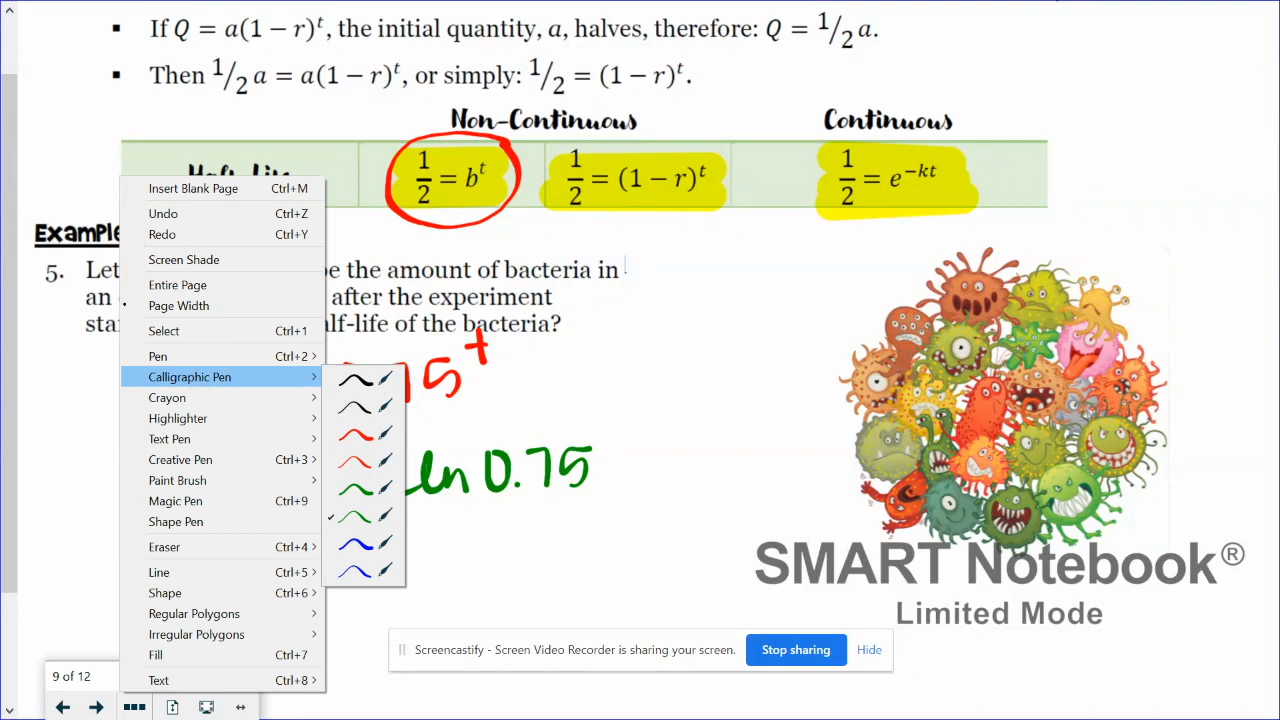 ▪ If Q = a(1 − r)^t, the initial quantity, a, halves, therefore: Q = 1/2 a.
▪ Then 1/2 a = a(1 − r)^t, or simply: 1/2 = (1 − r)^t.
Non-Continuous Continuous
1/2 = b^t 1/2 = (1 − r)^t 1/2 = e^−kt
Example
5. Let be the amount of bacteria in
an after the experiment
alf-life of the bacteria?
75^t
ln 0.75
Insert Blank Page Ctrl+M
Undo Ctrl+Z
Redo Ctrl+Y
Screen Shade
Entire Page
Page Width
Select Ctrl+1
Pen Ctrl+2
Calligraphic Pen
Crayon
Highlighter
Text Pen
Creative Pen Ctrl+3
Paint Brush
Magic Pen Ctrl+9
Shape Pen
Eraser Ctrl+4
Line Ctrl+5
Shape Ctrl+6
Regular Polygons
Irregular Polygons
Fill Ctrl+7
Text Ctrl+8
SMART Notebook®
Limited Mode
Screencastify - Screen Video Recorder is sharing your screen. Stop sharing Hide
9 of 12